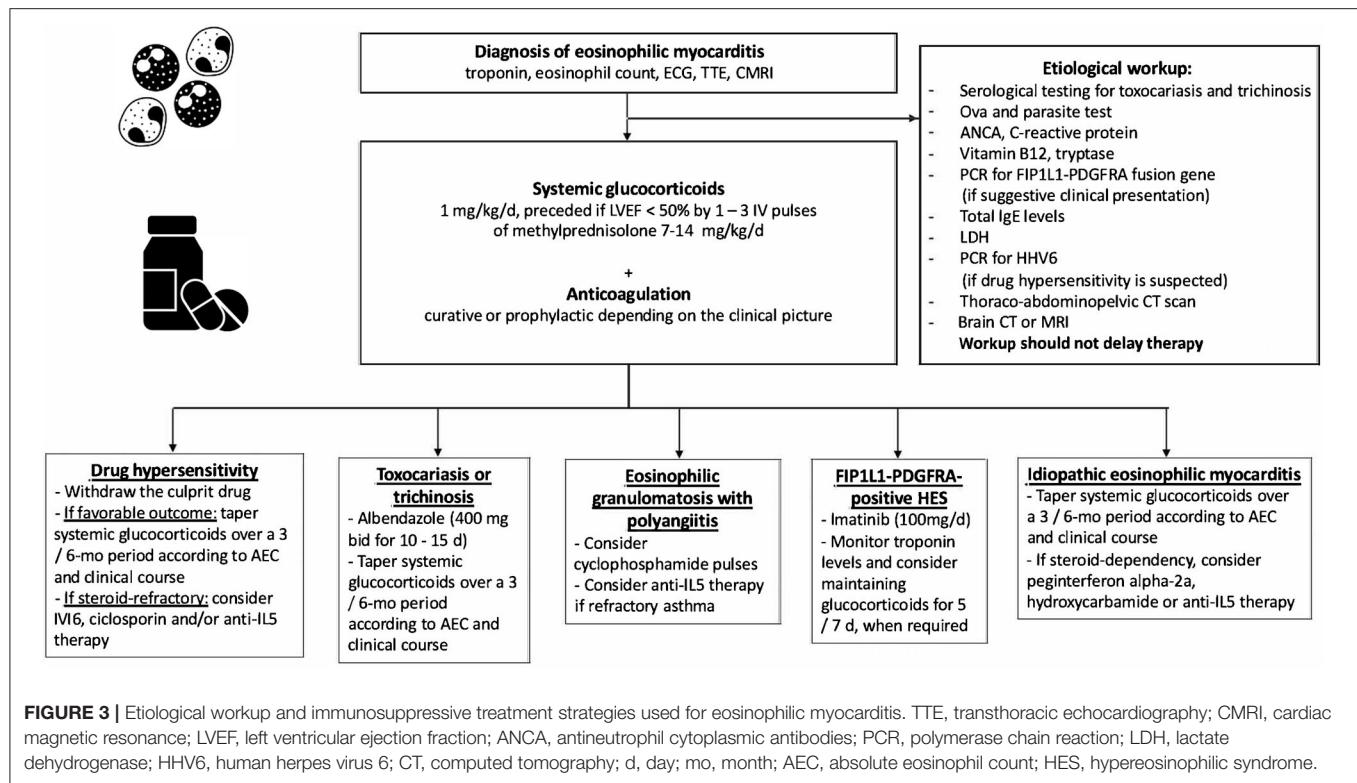 Diagnosis of eosinophilic myocarditis
troponin, eosinophil count, ECG, TTE, CMRI
Etiological workup:
- Serological testing for toxocariasis and trichinosis
- Ova and parasite test
- ANCA, C-reactive protein
- Vitamin B12, tryptase
- PCR for FIP1L1-PDGFRA fusion gene
(if suggestive clinical presentation)
- Total IgE levels
- LDH
- PCR for HHV6
(if drug hypersensitivity is suspected)
- Thoraco-abdominopelvic CT scan
- Brain CT or MRI
Workup should not delay therapy
Systemic glucocorticoids
1 mg/kg/d, preceded if LVEF < 50% by 1 – 3 IV pulses
of methylprednisolone 7-14 mg/kg/d
+
Anticoagulation
curative or prophylactic depending on the clinical picture
Drug hypersensitivity
- Withdraw the culprit drug
- If favorable outcome: taper
systemic glucocorticoids over a 3
/ 6-mo period according to AEC
and clinical course
- If steroid-refractory: consider
IVI6, ciclosporin and/or anti-IL5
therapy
Toxocariasis or
trichinosis
- Albendazole (400 mg
bid for 10 - 15 d)
- Taper systemic
glucocorticoids over a 3
/ 6-mo period
according to AEC and
clinical course
Eosinophilic
granulomatosis with
polyangiitis
- Consider
cyclophosphamide pulses
- Consider anti-IL5 therapy
if refractory asthma
FIP1L1-PDGFRA-
positive HES
- Imatinib (100mg/d)
- Monitor troponin
levels and consider
maintaining
glucocorticoids for 5
/ 7 d, when required
Idiopathic eosinophilic myocarditis
- Taper systemic glucocorticoids over
a 3 / 6-mo period according to AEC
and clinical course
- If steroid-dependency, consider
peginterferon alpha-2a,
hydroxycarbamide or anti-IL5 therapy
FIGURE 3 | Etiological workup and immunosuppressive treatment strategies used for eosinophilic myocarditis. TTE, transthoracic echocardiography; CMRI, cardiac
magnetic resonance; LVEF, left ventricular ejection fraction; ANCA, antineutrophil cytoplasmic antibodies; PCR, polymerase chain reaction; LDH, lactate
dehydrogenase; HHV6, human herpes virus 6; CT, computed tomography; d, day; mo, month; AEC, absolute eosinophil count; HES, hypereosinophilic syndrome.